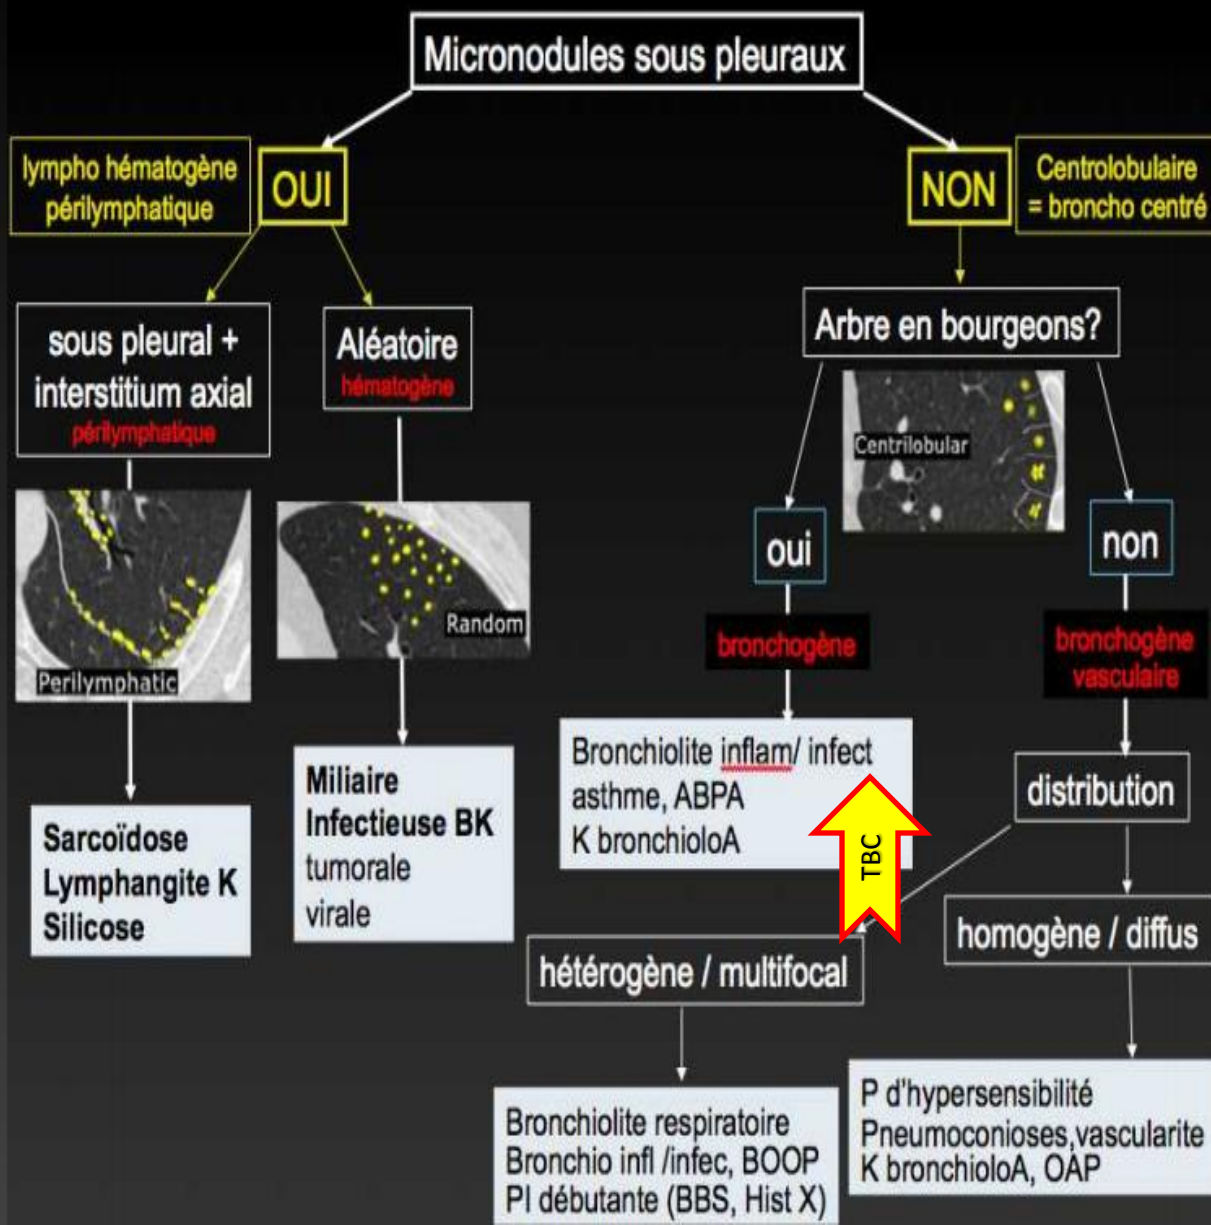 Micronodules sous pleuraux
lympho hématogène
périlymphatique
OUI
NON
Centrolobulaire
= broncho centré
sous pleural +
interstitium axial
périlymphatique
Aléatoire
hématogène
Arbre en bourgeons?
Perilymphatic
Random
Centrilobular
oui
non
bronchogène
bronchogène
vasculaire
Sarcoïdose
Lymphangite K
Silicose
Miliaire
Infectieuse BK
tumorale
virale
Bronchiolite inflam/ infect
asthme, ABPA
K bronchioloA
TBC
distribution
hétérogène / multifocal
homogène / diffus
Bronchiolite respiratoire
Bronchio infl /infec, BOOP
PI débutante (BBS, Hist X)
P d'hypersensibilité
Pneumoconioses,vascularite
K bronchioloA, OAP